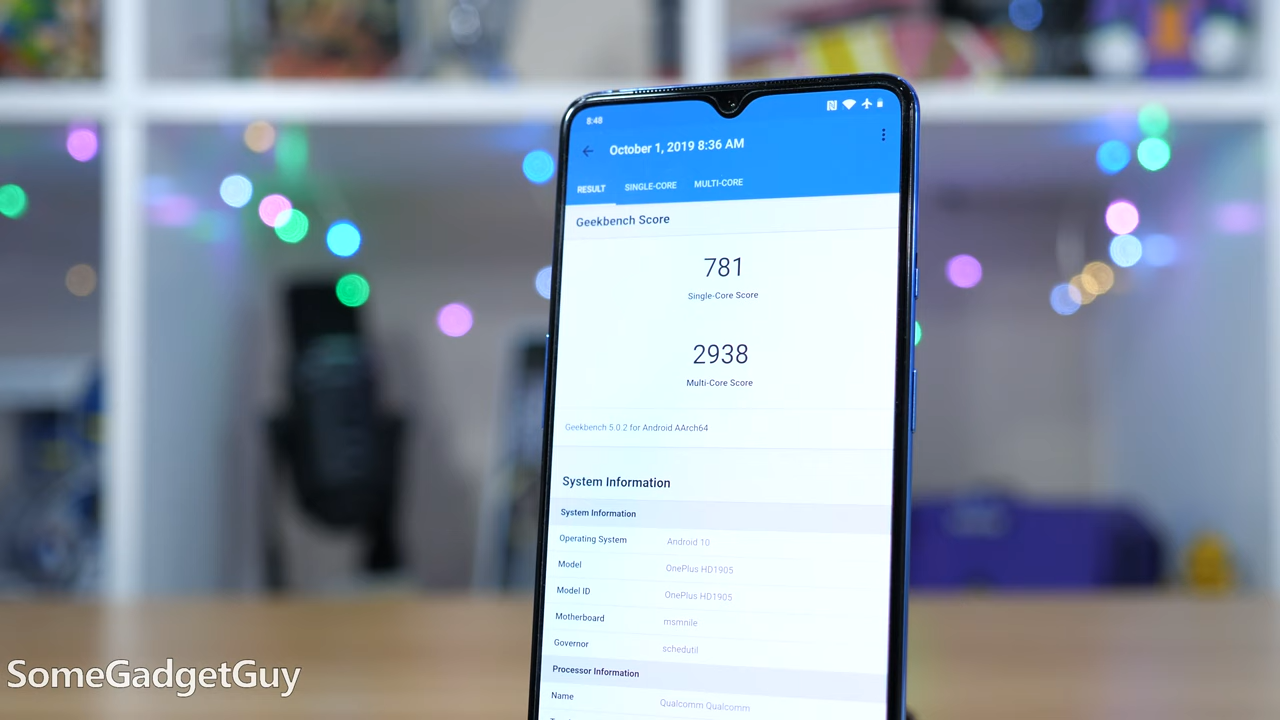 8:48
October 1, 2019 8:36 AM
RESULT SINGLE-CORE MULTI-CORE
Geekbench Score
781
Single-Core Score
2938
Multi-Core Score
Geekbench 5.0.2 for Android AArch64
System Information
System Information
Operating System Android 10
Model OnePlus HD1905
Model ID OnePlus HD1905
Motherboard msmnile
Governor schedutil
Processor Information
Name Qualcomm Qualcomm
SomeGadgetGuy